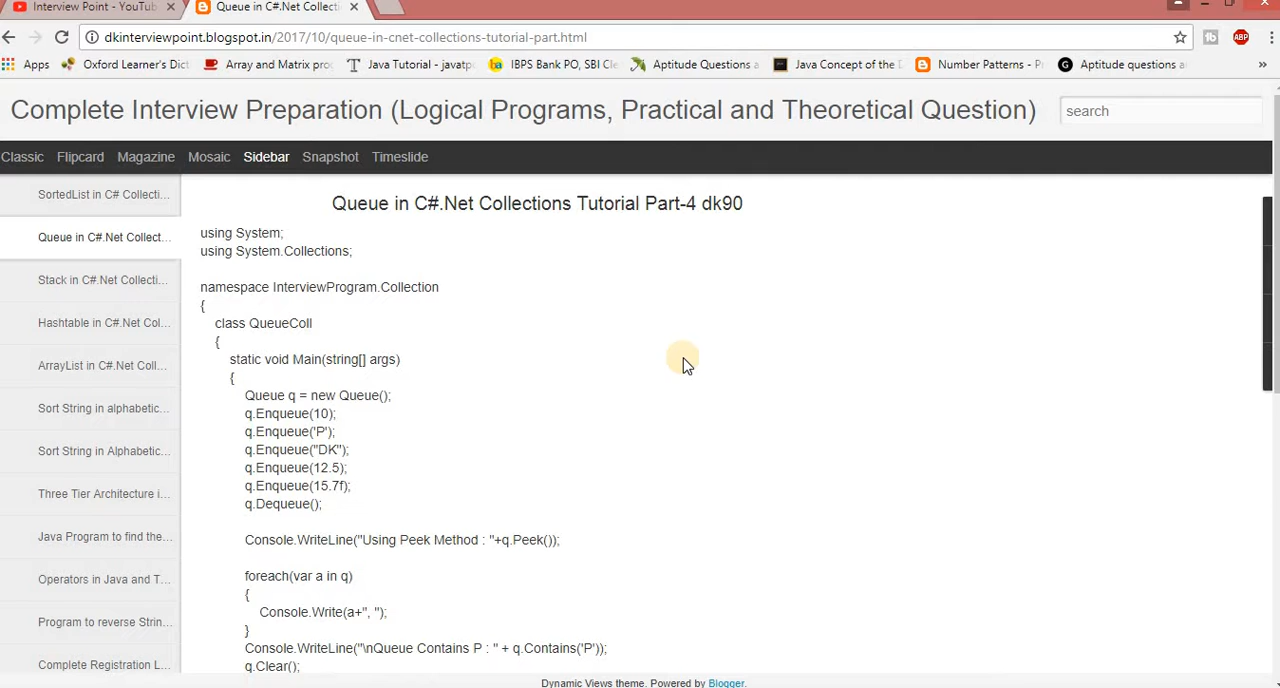 Interview Point - YouTub
Queue in C#.Net Collecti
dkinterviewpoint.blogspot.in/2017/10/queue-in-cnet-collections-tutorial-part.html
ABP
Apps
Oxford Learner's Dict
Array and Matrix pro
Java Tutorial - javatp
IBPS Bank PO, SBI Cle
Aptitude Questions a
Java Concept of the D
Number Patterns - P
Aptitude questions a
»
Complete Interview Preparation (Logical Programs, Practical and Theoretical Question)
search
Classic Flipcard Magazine Mosaic Sidebar Snapshot Timeslide
SortedList in C# Collecti...
Queue in C#.Net Collect...
Stack in C#.Net Collecti...
Hashtable in C#.Net Col...
ArrayList in C#.Net Coll...
Sort String in alphabetic...
Sort String in Alphabetic...
Three Tier Architecture i...
Java Program to find the...
Operators in Java and T...
Program to reverse Strin...
Complete Registration L...
Queue in C#.Net Collections Tutorial Part-4 dk90
using System;
using System.Collections;
namespace InterviewProgram.Collection
{
class QueueColl
{
static void Main(string[] args)
{
Queue q = new Queue();
q.Enqueue(10);
q.Enqueue('P');
q.Enqueue("DK");
q.Enqueue(12.5);
q.Enqueue(15.7f);
q.Dequeue();
Console.WriteLine("Using Peek Method : "+q.Peek());
foreach(var a in q)
{
Console.Write(a+", ");
}
Console.WriteLine("\nQueue Contains P : " + q.Contains('P'));
q.Clear();
Dynamic Views theme. Powered by Blogger.